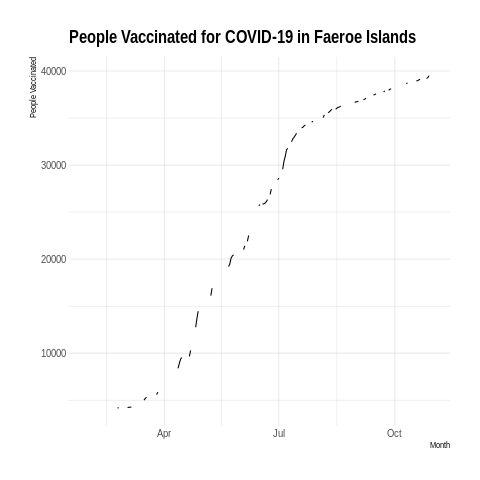 People Vaccinated for COVID-19 in Faeroe Islands
People Vaccinated
40000
30000
20000
10000
Apr
Jul
Oct
Month